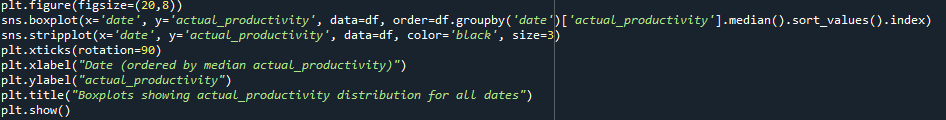 plt.figure(figsize=(20,8))
sns.boxplot(x='date', y='actual_productivity', data=df, order=df.groupby('date')['actual_productivity'].median().sort_values().index)
sns.stripplot(x='date', y='actual_productivity', data=df, color='black', size=3)
plt.xticks(rotation=90)
plt.xlabel("Date (ordered by median actual_productivity)")
plt.ylabel("actual_productivity")
plt.title("Boxplots showing actual_productivity distribution for all dates")
plt.show()